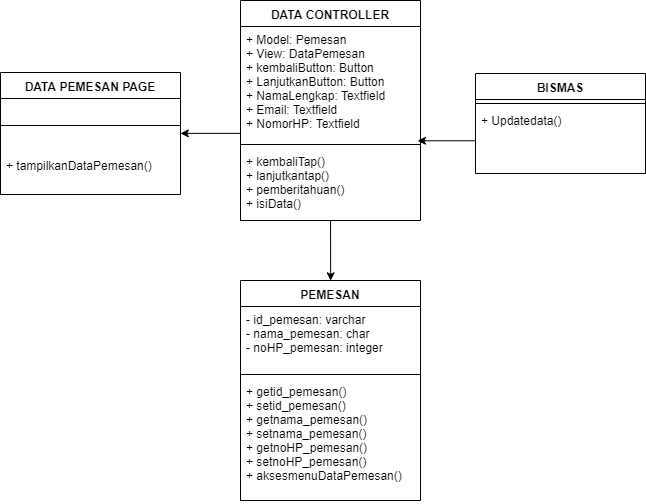 DATA CONTROLLER
+ Model: Pemesan
+ View: DataPemesan
+ kembaliButton: Button
+ LanjutkanButton: Button
+ NamaLengkap: Textfield
+ Email: Textfield
+ NomorHP: Textfield
+ kembaliTap()
+ lanjutkantap()
+ pemberitahuan()
+ isiData()
DATA PEMESAN PAGE
+ tampilkanDataPemesan()
BISMAS
+ Updatedata()
PEMESAN
- id_pemesan: varchar
- nama_pemesan: char
- noHP_pemesan: integer
+ getid_pemesan()
+ setid_pemesan()
+ getnama_pemesan()
+ setnama_pemesan()
+ getnoHP_pemesan()
+ setnoHP_pemesan()
+ aksesmenuDataPemesan()